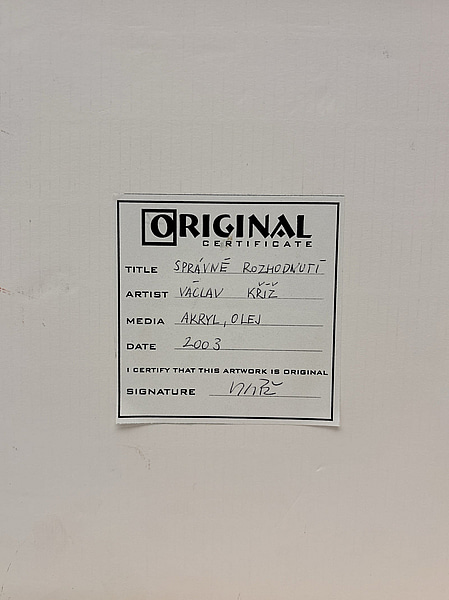 ORIGINAL
CERTIFICATE
TITLE SPRÁVNÉ ROZHODNUTÍ
ARTIST VÁCLAV KŘÍŽ
MEDIA AKRYL, OLEJ
DATE 2003
I CERTIFY THAT THIS ARTWORK IS ORIGINAL
SIGNATURE